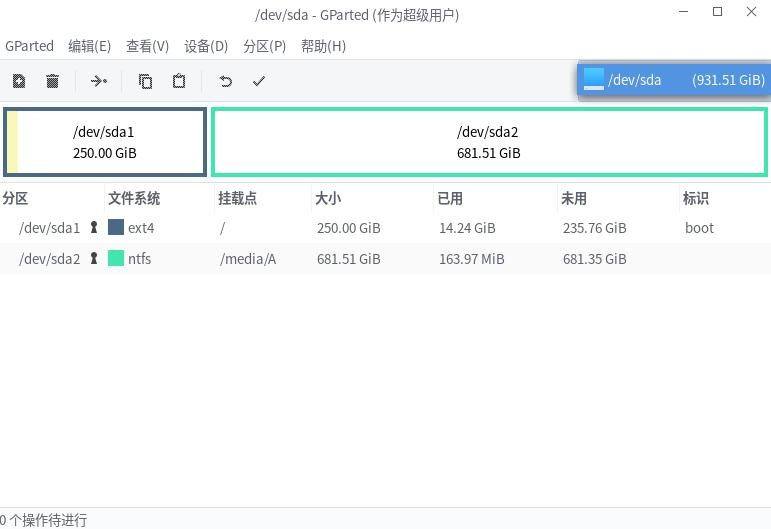 /dev/sda - GParted (作为超级用户)
GParted 编辑(E) 查看(V) 设备(D) 分区(P) 帮助(H)
/dev/sda (931.51 GiB)
/dev/sda1 /dev/sda2
250.00 GiB 681.51 GiB
分区 文件系统 挂载点 大小 已用 未用 标识
/dev/sda1 ext4 / 250.00 GiB 14.24 GiB 235.76 GiB boot
/dev/sda2 ntfs /media/A 681.51 GiB 163.97 MiB 681.35 GiB
0 个操作待进行